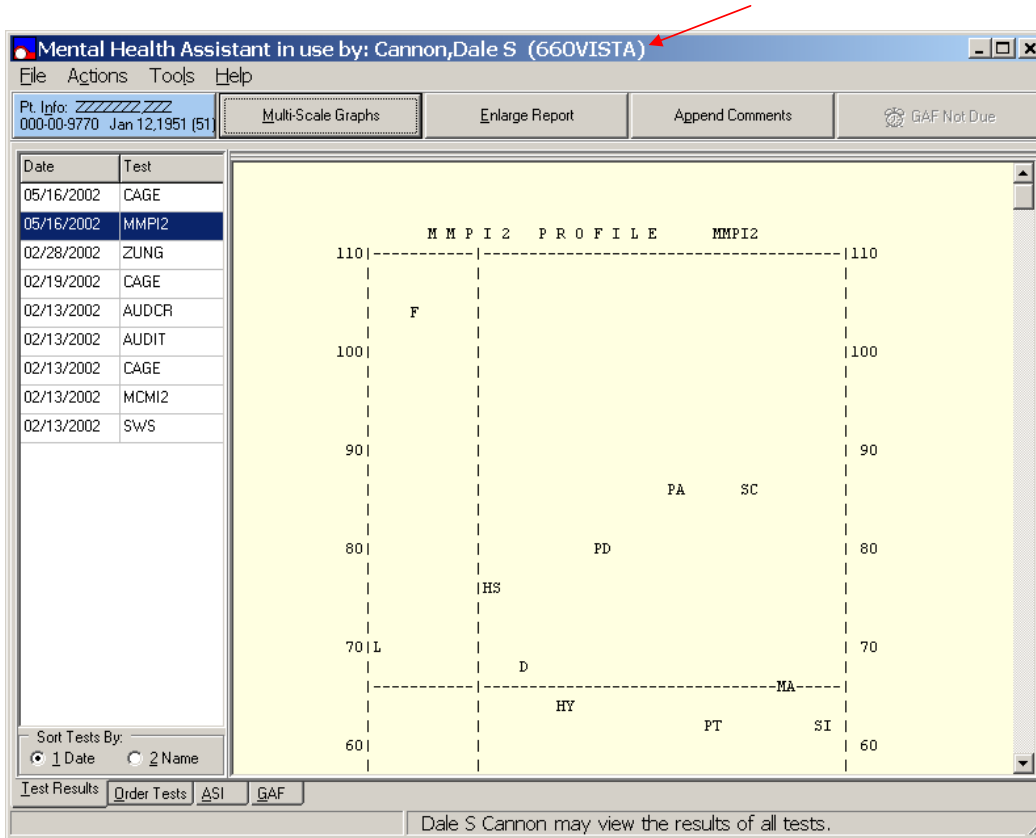 Mental Health Assistant in use by: Cannon,Dale S (660VISTA)
File Actions Tools Help
Pt. Info: ZZZZZZZ,ZZZ
000-00-9770 Jan 12,1951 (51)
Multi-Scale Graphs
Enlarge Report
Append Comments
GAF Not Due
Date Test
05/16/2002 CAGE
05/16/2002 MMPI2
02/28/2002 ZUNG
02/19/2002 CAGE
02/13/2002 AUDCR
02/13/2002 AUDIT
02/13/2002 CAGE
02/13/2002 MCMI2
02/13/2002 SWS
M M P I 2 P R O F I L E MMPI2
110|-----------|-------------------------------------|110
F
100| |100
90| | 90
PA SC
80| PD | 80
|HS
70|L | 70
D
|-----------|------------------------------MA-----|
HY
PT SI
60| | 60
Sort Tests By:
1 Date 2 Name
Test Results Order Tests ASI GAF
Dale S Cannon may view the results of all tests.